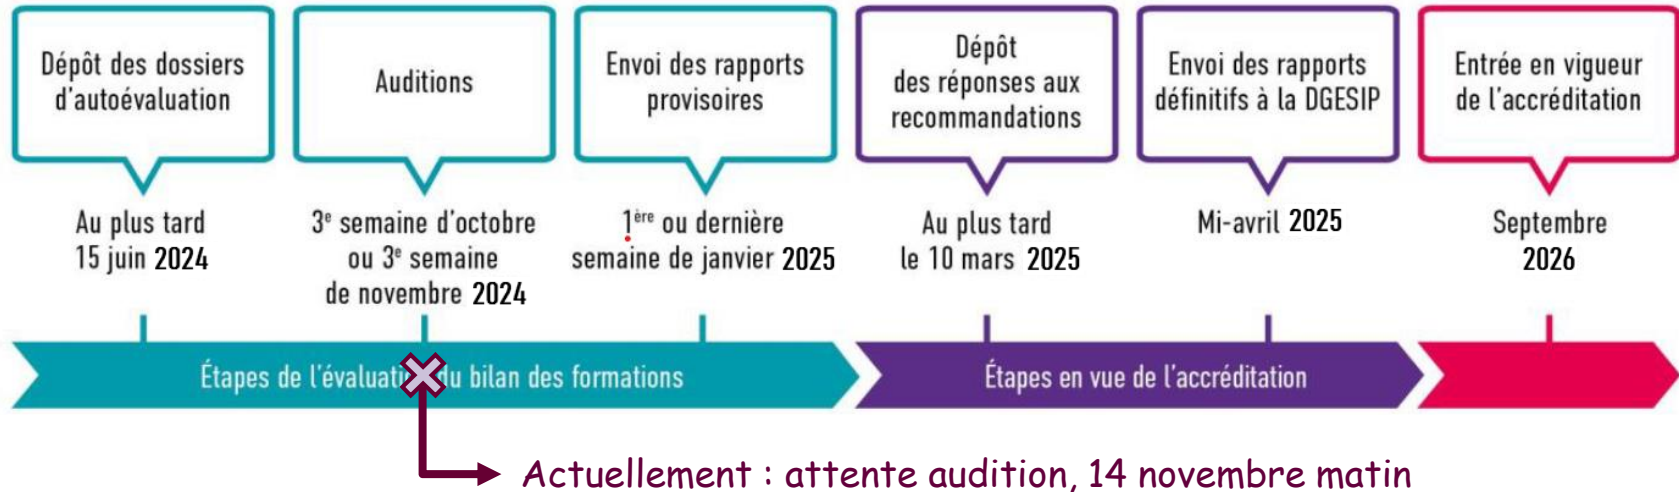 Dépôt des dossiers
d'autoévaluation
Auditions
Envoi des rapports
provisoires
Dépôt
des réponses aux
recommandations
Envoi des rapports
définitifs à la DGESIP
Entrée en vigueur
de l'accréditation
Au plus tard
15 juin 2024
3e semaine d'octobre
ou 3e semaine
de novembre 2024
1ère ou dernière
semaine de janvier 2025
Au plus tard
le 10 mars 2025
Mi-avril 2025
Septembre
2026
Étapes de l'évaluation du bilan des formations
Étapes en vue de l'accréditation
Actuellement : attente audition, 14 novembre matin